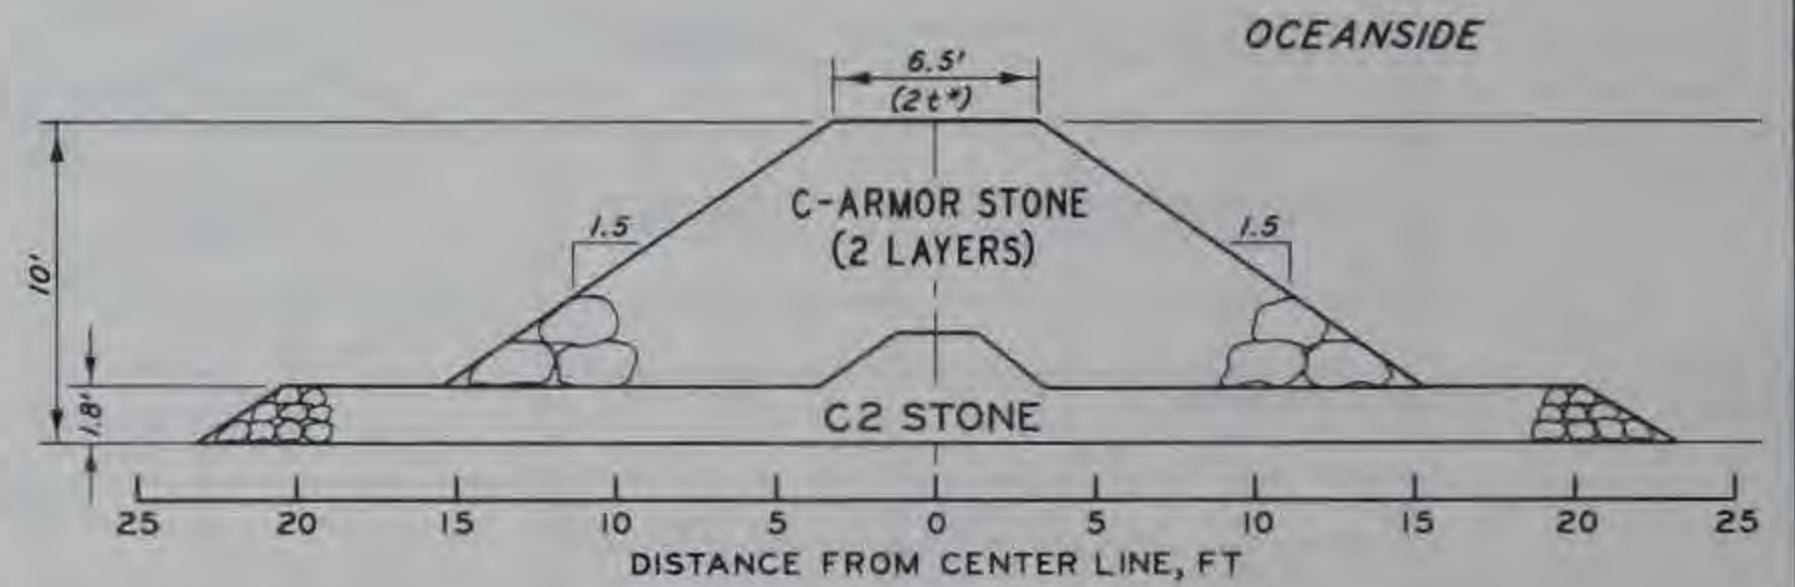 OCEANSIDE
6.5'
(2t*)
C-ARMOR STONE
(2 LAYERS)
1.5
1.5
10'
1.8'
C2 STONE
25 20 15 10 5 0 5 10 15 20 25
DISTANCE FROM CENTER LINE, FT